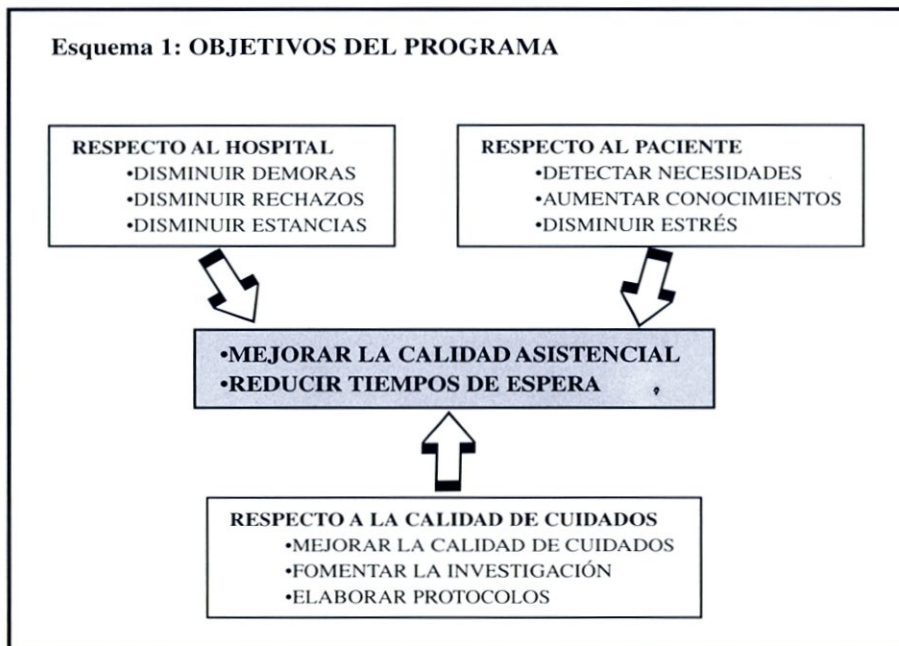 Esquema 1: OBJETIVOS DEL PROGRAMA
RESPECTO AL HOSPITAL
•DISMINUIR DEMORAS
•DISMINUIR RECHAZOS
•DISMINUIR ESTANCIAS
RESPECTO AL PACIENTE
•DETECTAR NECESIDADES
•AUMENTAR CONOCIMIENTOS
•DISMINUIR ESTRÉS
•MEJORAR LA CALIDAD ASISTENCIAL
•REDUCIR TIEMPOS DE ESPERA
RESPECTO A LA CALIDAD DE CUIDADOS
•MEJORAR LA CALIDAD DE CUIDADOS
•FOMENTAR LA INVESTIGACIÓN
•ELABORAR PROTOCOLOS